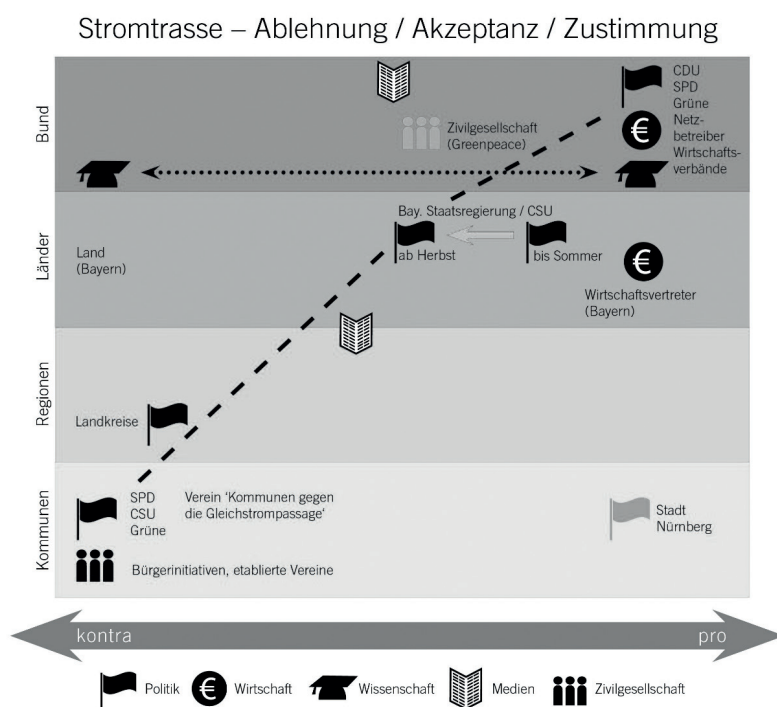 Stromtrasse – Ablehnung / Akzeptanz / Zustimmung
Bund
CDU
SPD
Grüne
Netz-
betreiber
Wirtschafts-
verbände
Zivilgesellschaft
(Greenpeace)
Länder
Bay. Staatsregierung / CSU
Land
(Bayern)
ab Herbst
bis Sommer
€
€
Wirtschaftsvertreter
(Bayern)
Regionen
Landkreise
Kommunen
SPD
CSU
Grüne
Verein ‘Kommunen gegen
die Gleichstrompassage‘
Stadt
Nürnberg
Bürgerinitiativen, etablierte Vereine
kontra
pro
Politik
€
Wirtschaft
Wissenschaft
Medien
Zivilgesellschaft